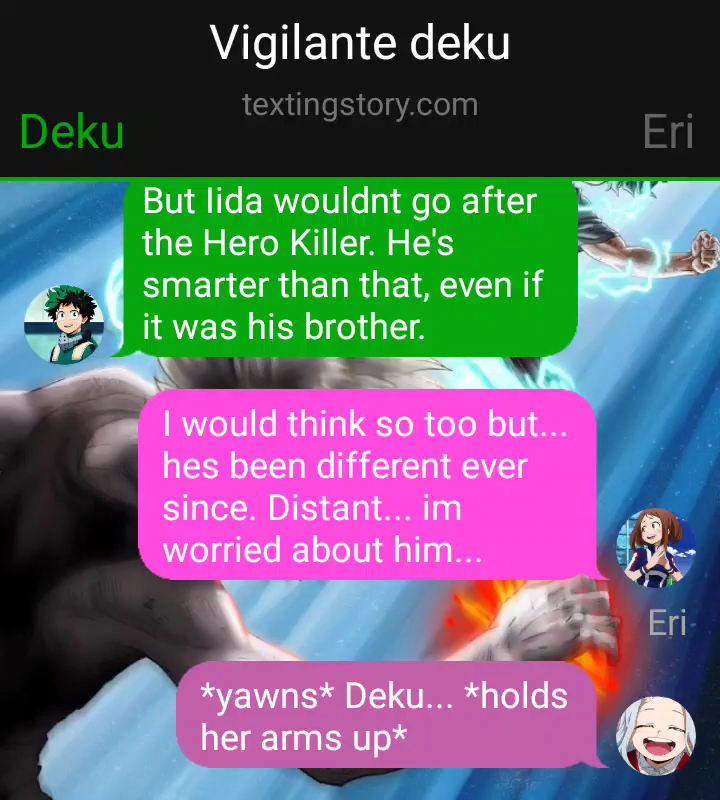 Vigilante deku
textingstory.com
Deku
Eri
But Iida wouldnt go after
the Hero Killer. He's
smarter than that, even if
it was his brother.
I would think so too but...
hes been different ever
since. Distant... im
worried about him...
Eri
*yawns* Deku... *holds
her arms up*